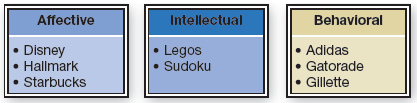 Affective
• Disney
• Hallmark
• Starbucks
Intellectual
• Legos
• Sudoku
Behavioral
• Adidas
• Gatorade
• Gillette